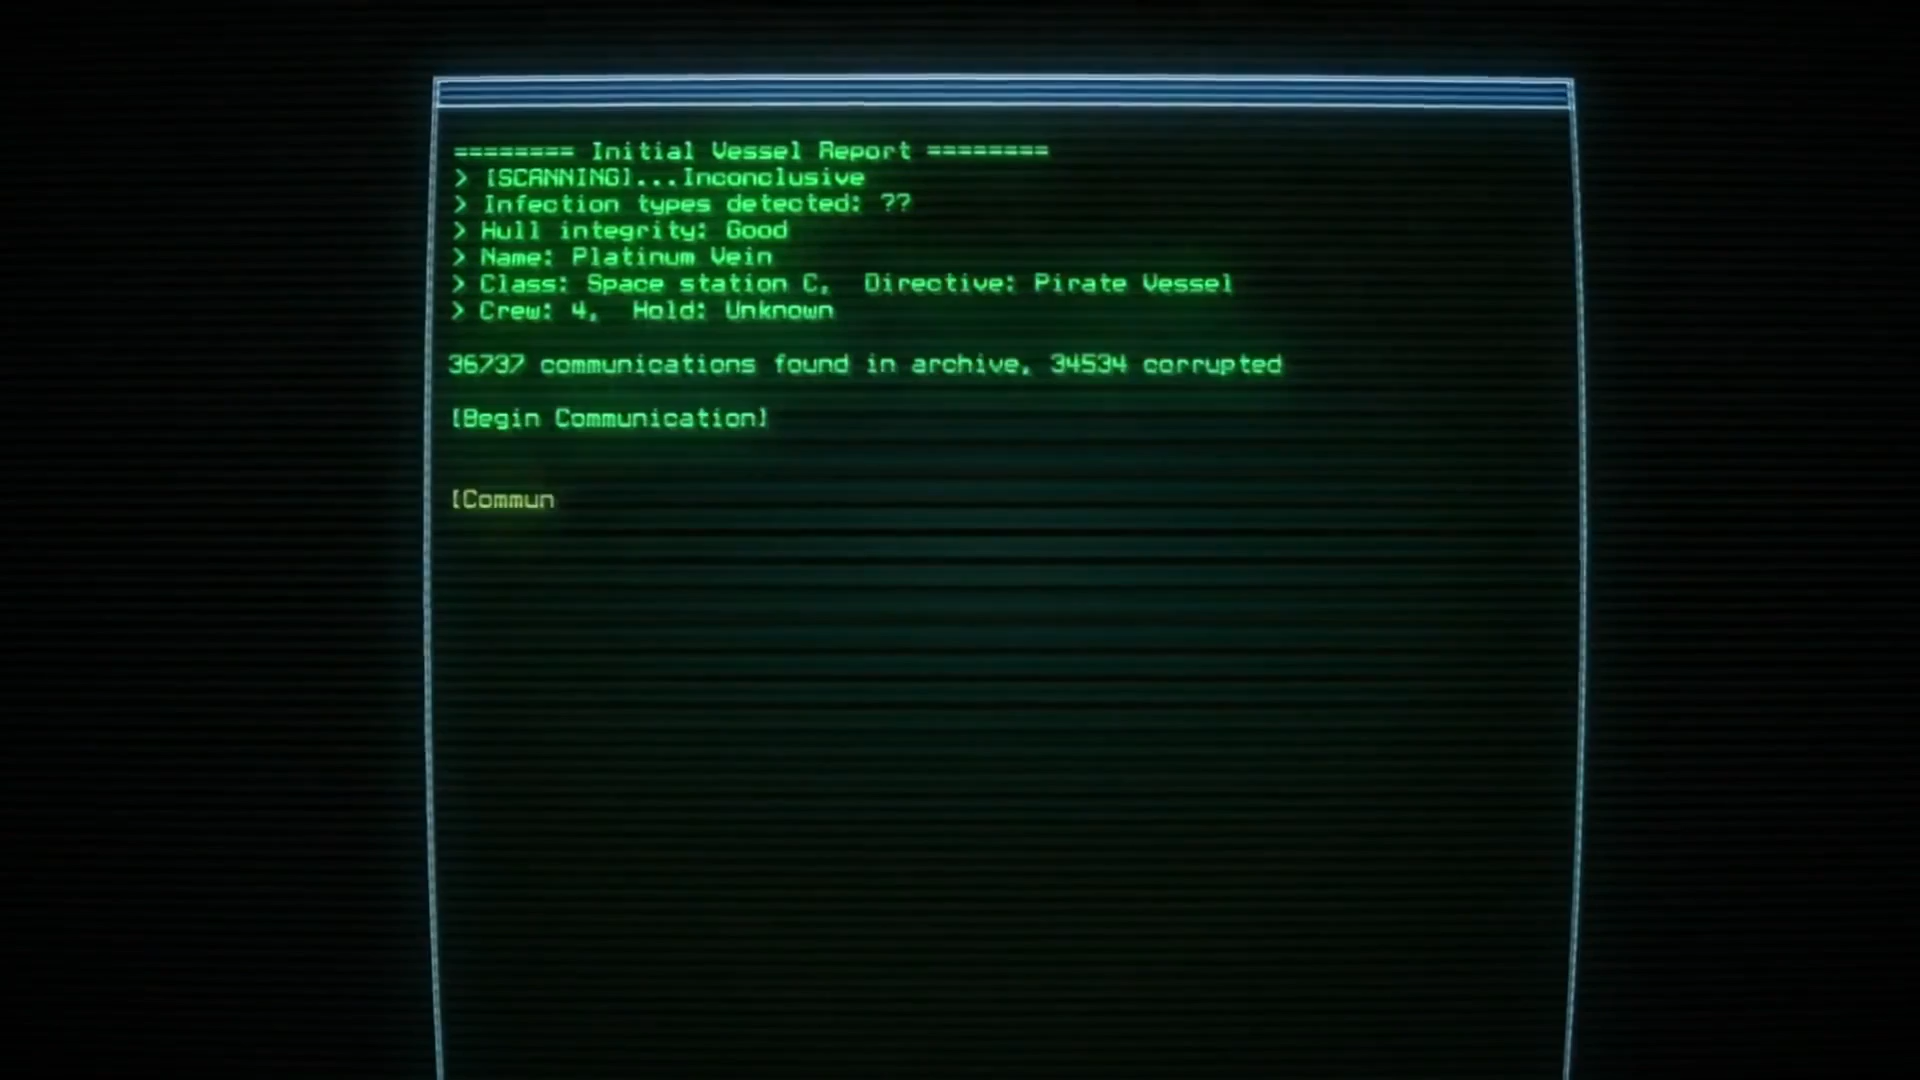 ======== Initial Vessel Report ========
> [SCANNING]...Inconclusive
> Infection types detected: ??
> Hull integrity: Good
> Name: Platinum Vein
> Class: Space station C,  Directive: Pirate Vessel
> Crew: 4,  Hold: Unknown
36737 communications found in archive, 34534 corrupted
[Begin Communication]
[Commun